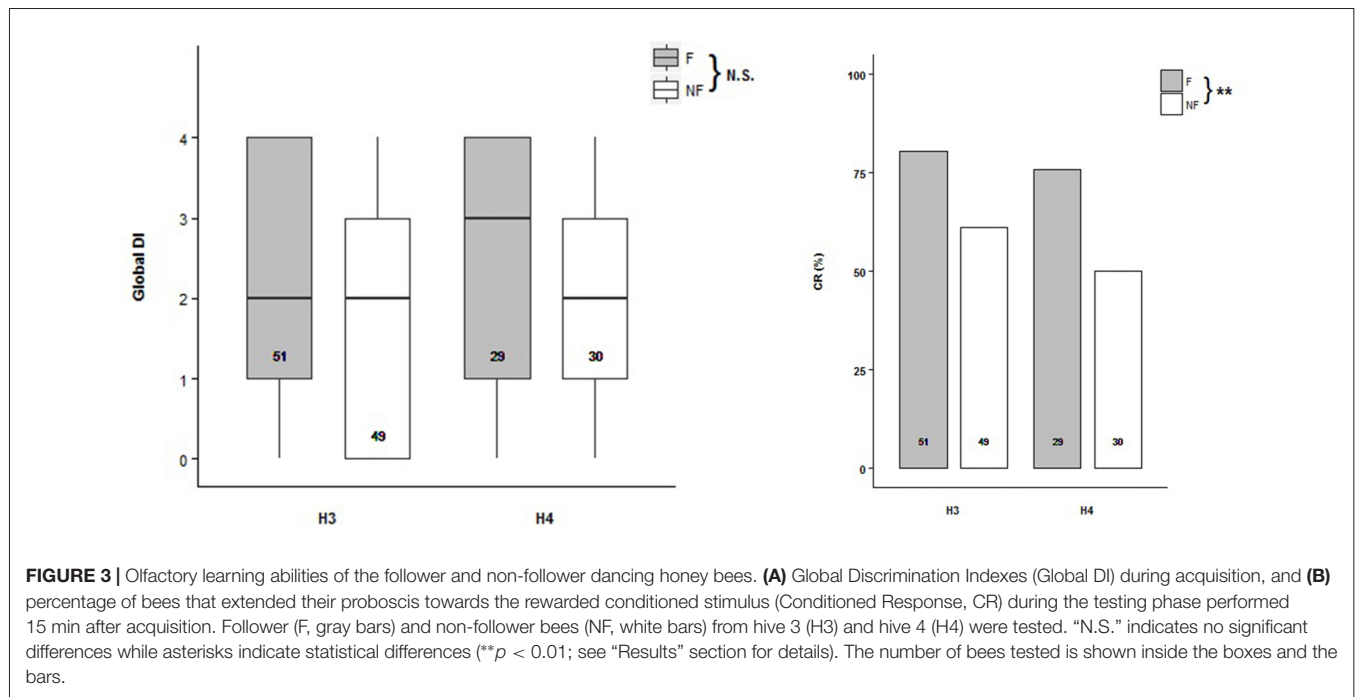 F
NF
} N.S.
Global DI
4
3
2
1
0
51
49
29
30
H3
H4
F
NF
} **
CR (%)
100
75
50
25
0
51
49
29
30
H3
H4
FIGURE 3 | Olfactory learning abilities of the follower and non-follower dancing honey bees. (A) Global Discrimination Indexes (Global DI) during acquisition, and (B)
percentage of bees that extended their proboscis towards the rewarded conditioned stimulus (Conditioned Response, CR) during the testing phase performed
15 min after acquisition. Follower (F, gray bars) and non-follower bees (NF, white bars) from hive 3 (H3) and hive 4 (H4) were tested. “N.S.” indicates no significant
differences while asterisks indicate statistical differences (**p < 0.01; see “Results” section for details). The number of bees tested is shown inside the boxes and the
bars.